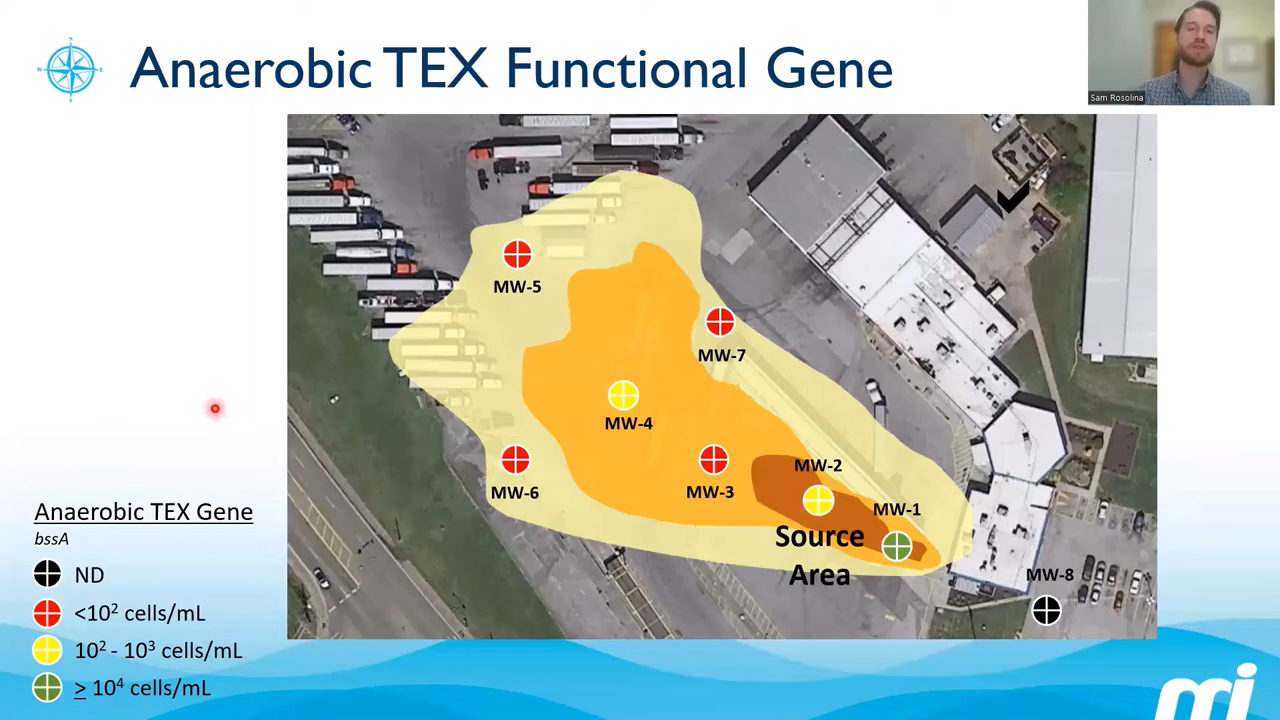 Anaerobic TEX Functional Gene
Sam Rosolina
MW-5
MW-7
MW-4
MW-2
MW-6
MW-3
MW-1
Source
Area
MW-8
Anaerobic TEX Gene
bssA
ND
<10² cells/mL
10² - 10³ cells/mL
≥ 10⁴ cells/mL
mi